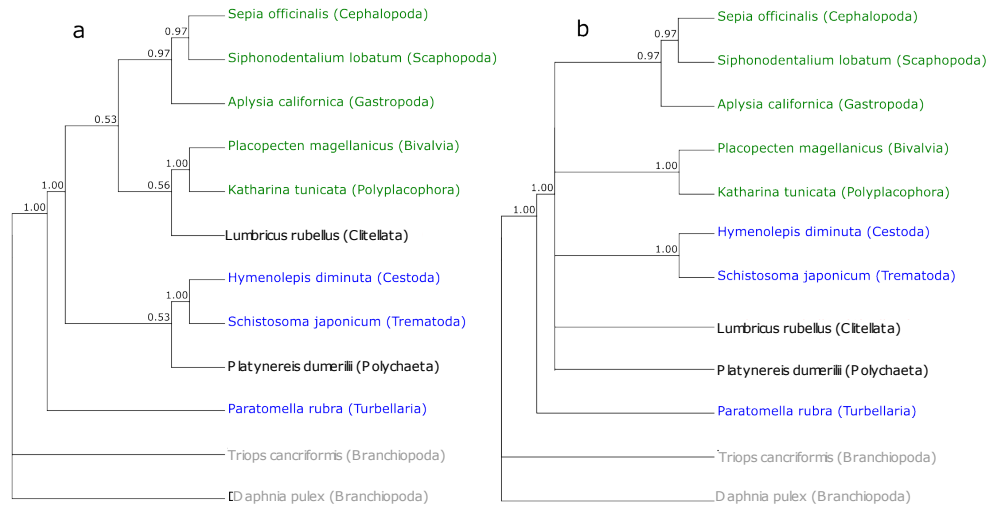 a
Sepia officinalis (Cephalopoda)
0.97
0.97
Siphonodentalium lobatum (Scaphopoda)
Aplysia californica (Gastropoda)
0.53
Placopecten magellanicus (Bivalvia)
1.00
0.56
Katharina tunicata (Polyplacophora)
1.00
1.00
Lumbricus rubellus (Clitellata)
Hymenolepis diminuta (Cestoda)
1.00
0.53
Schistosoma japonicum (Trematoda)
Platynereis dumerilii (Polychaeta)
Paratomella rubra (Turbellaria)
Triops cancriformis (Branchiopoda)
Daphnia pulex (Branchiopoda)
b
Sepia officinalis (Cephalopoda)
0.97
0.97
Siphonodentalium lobatum (Scaphopoda)
Aplysia californica (Gastropoda)
Placopecten magellanicus (Bivalvia)
1.00
Katharina tunicata (Polyplacophora)
1.00
1.00
Hymenolepis diminuta (Cestoda)
1.00
Schistosoma japonicum (Trematoda)
Lumbricus rubellus (Clitellata)
Platynereis dumerilii (Polychaeta)
Paratomella rubra (Turbellaria)
Triops cancriformis (Branchiopoda)
Daphnia pulex (Branchiopoda)